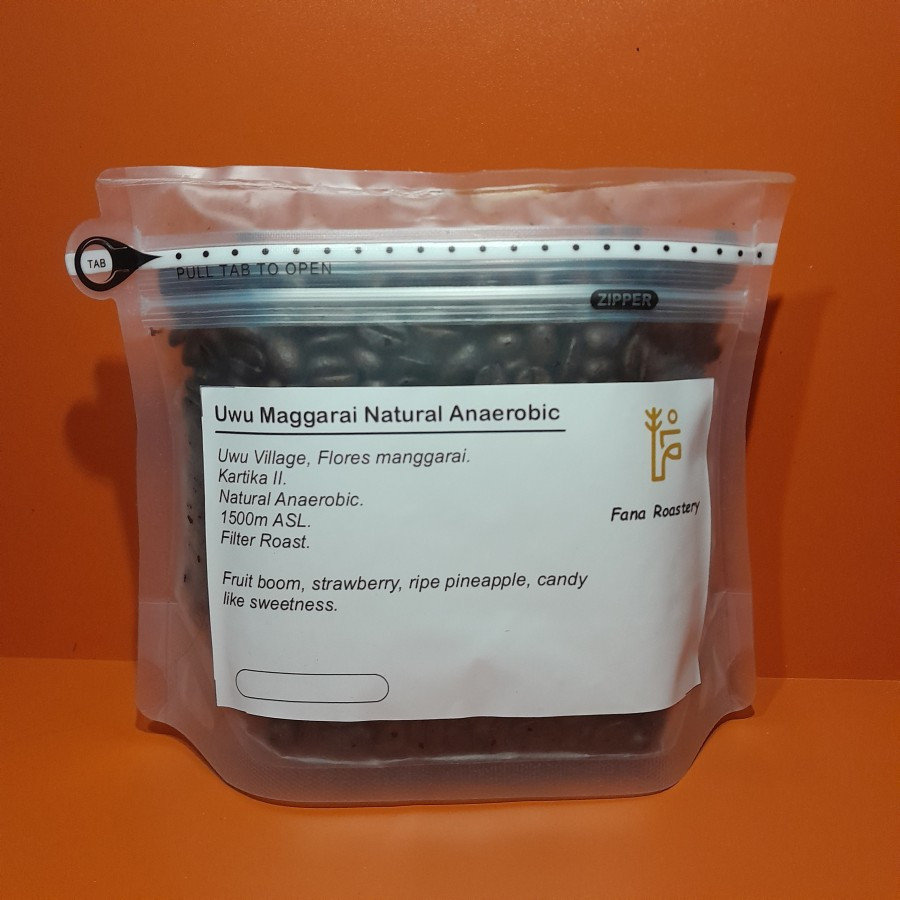 TAB
PULL TAB TO OPEN
ZIPPER
Uwu Maggarai Natural Anaerobic
Uwu Village, Flores manggarai.
Kartika II.
Natural Anaerobic.
1500m ASL.
Filter Roast.
Fana Roastery
Fruit boom, strawberry, ripe pineapple, candy
like sweetness.